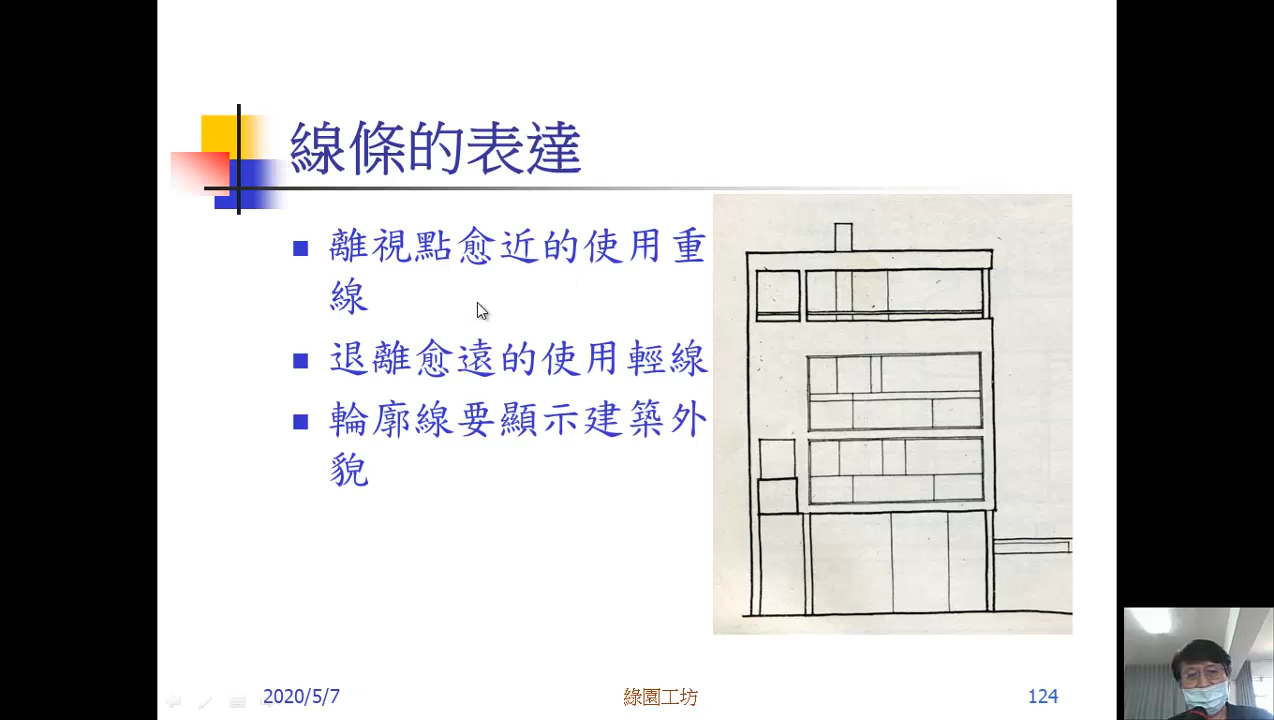 線條的表達
離視點愈近的使用重
線
退離愈遠的使用輕線
輪廓線要顯示建築外
貌
2020/5/7
綠園工坊
124